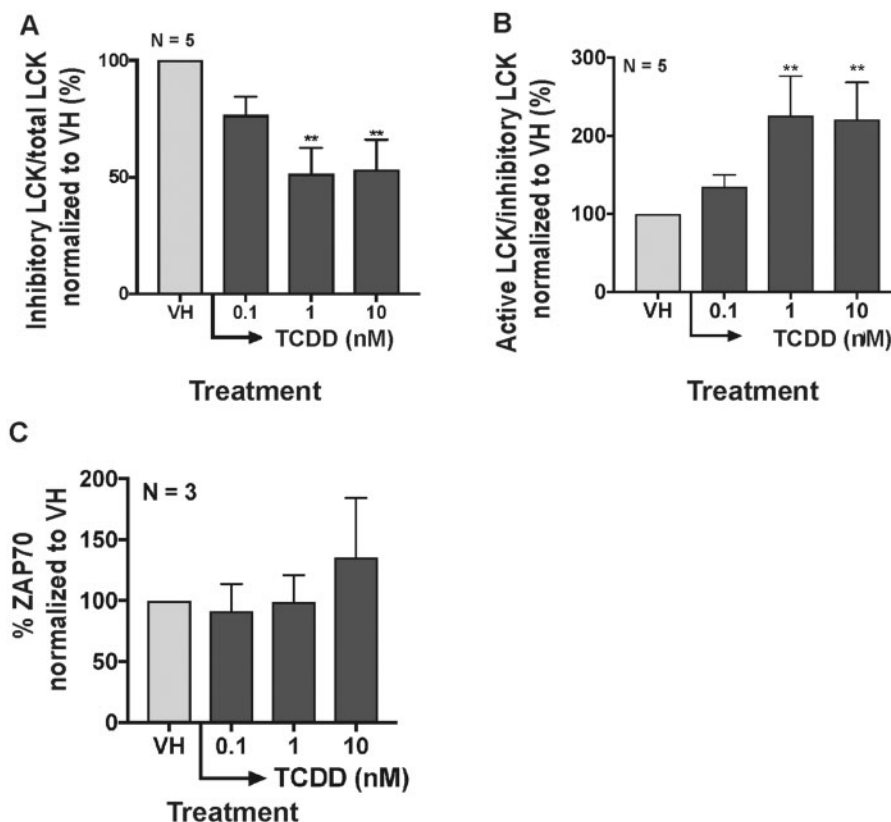 A
N = 5
Inhibitory LCK/total LCK
normalized to VH (%)
100
50
0
VH 0.1 1 10
** **
TCDD (nM)
Treatment
B
N = 5
Active LCK/inhibitory LCK
normalized to VH (%)
300
250
200
150
100
50
0
** **
VH 0.1 1 10
TCDD (nM)
Treatment
C
N = 3
% ZAP70
normalized to VH
200
150
100
50
0
VH 0.1 1 10
TCDD (nM)
Treatment